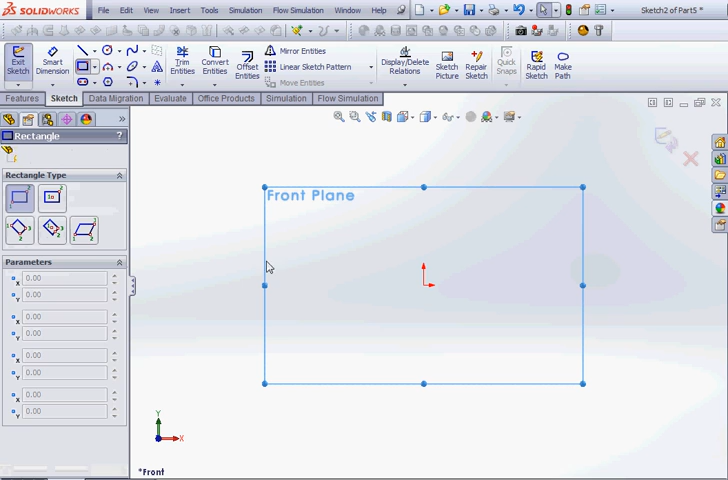 SOLIDWORKS File Edit View Insert Tools Simulation Flow Simulation Window Help Sketch2 of Part5 *
Exit Sketch
Smart Dimension
Trim Entities
Convert Entities
Offset Entities
Mirror Entities
Linear Sketch Pattern
Move Entities
Display/Delete Relations
Sketch Picture
Repair Sketch
Quick Snaps
Rapid Sketch
Make Path
Features Sketch Data Migration Evaluate Office Products Simulation Flow Simulation
Rectangle ?
Rectangle Type
Parameters
x 0.00
Y 0.00
x 0.00
Y 0.00
x 0.00
Y 0.00
x 0.00
Y 0.00
Front Plane
Y
X
*Front